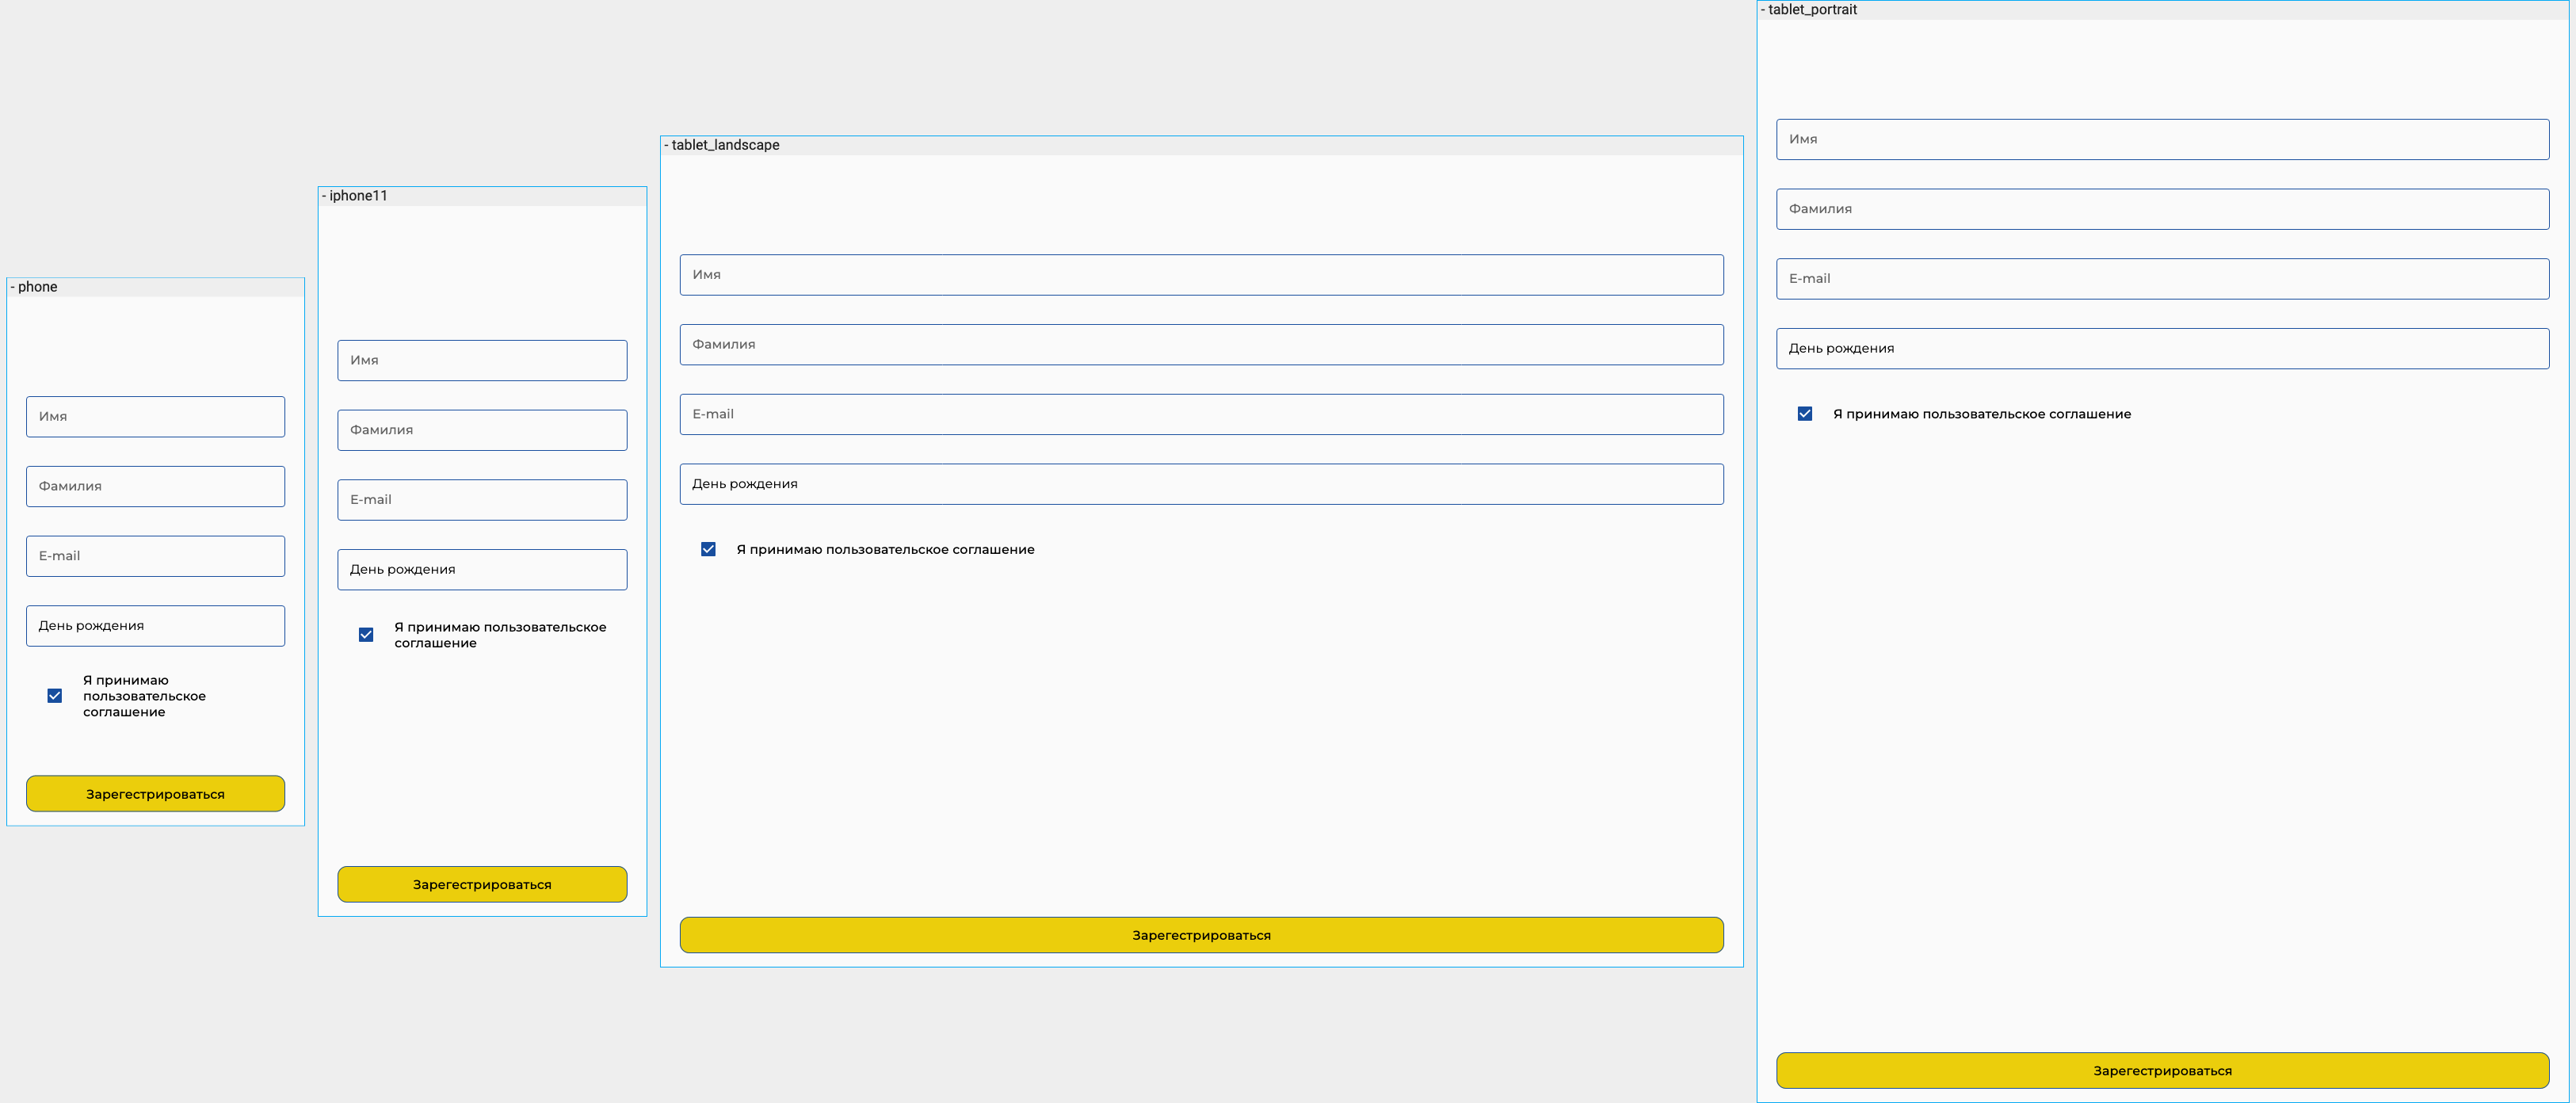 - phone
Имя
Фамилия
E-mail
День рождения
Я принимаю
пользовательское
соглашение
Зарегестрироваться
- iphone11
Имя
Фамилия
E-mail
День рождения
Я принимаю пользовательское
соглашение
Зарегестрироваться
- tablet_landscape
Имя
Фамилия
E-mail
День рождения
Я принимаю пользовательское соглашение
Зарегестрироваться
- tablet_portrait
Имя
Фамилия
E-mail
День рождения
Я принимаю пользовательское соглашение
Зарегестрироваться